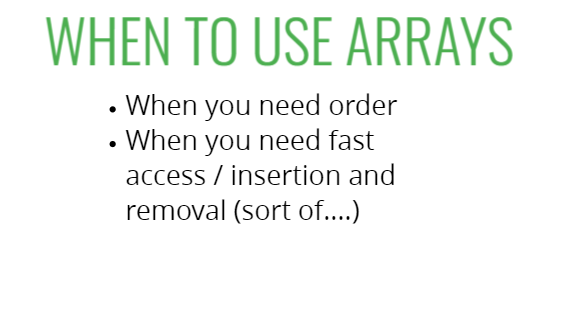 WHEN TO USE ARRAYS
• When you need order
• When you need fast
access / insertion and
removal (sort of....)